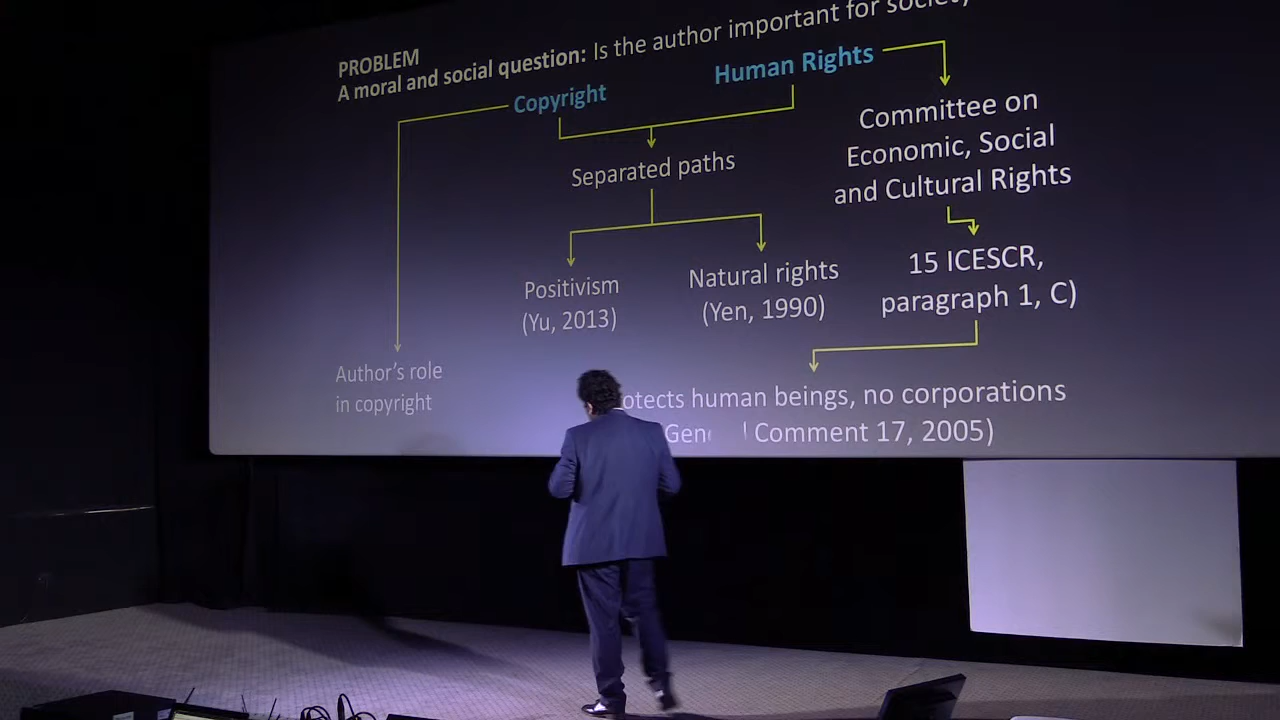 PROBLEM
A moral and social question: Is the author important for society
Copyright
Human Rights
Separated paths
Committee on
Economic, Social
and Cultural Rights
Positivism
(Yu, 2013)
Natural rights
(Yen, 1990)
15 ICESCR,
paragraph 1, C)
Author's role
in copyright
human beings, no corporations
Comment 17, 2005)